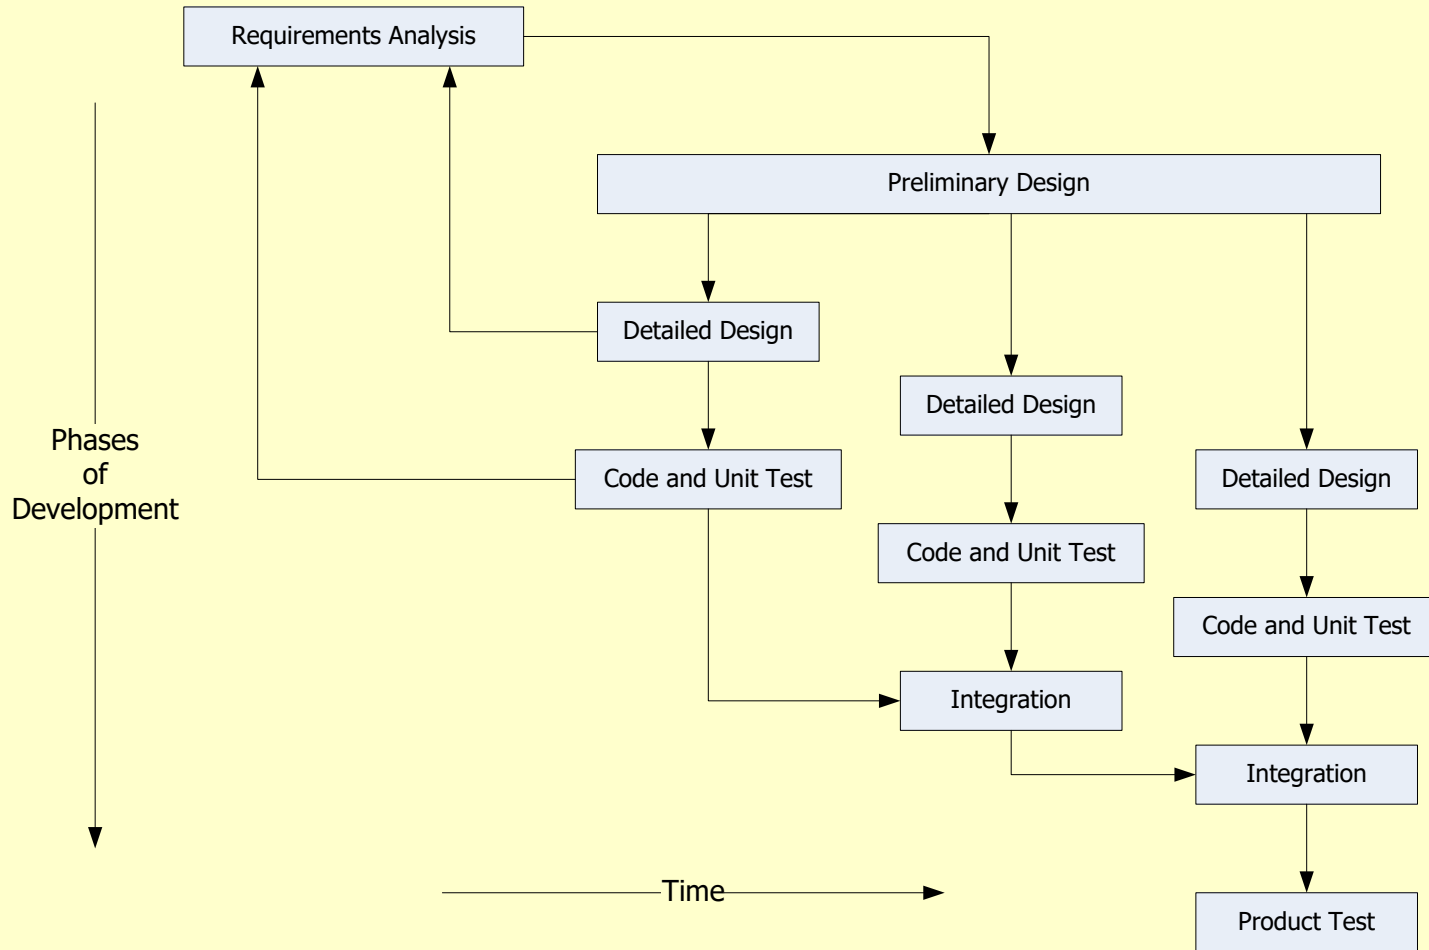 Requirements Analysis
Preliminary Design
Detailed Design
Detailed Design
Phases
of
Development
Code and Unit Test
Detailed Design
Code and Unit Test
Code and Unit Test
Integration
Integration
Time
Product Test